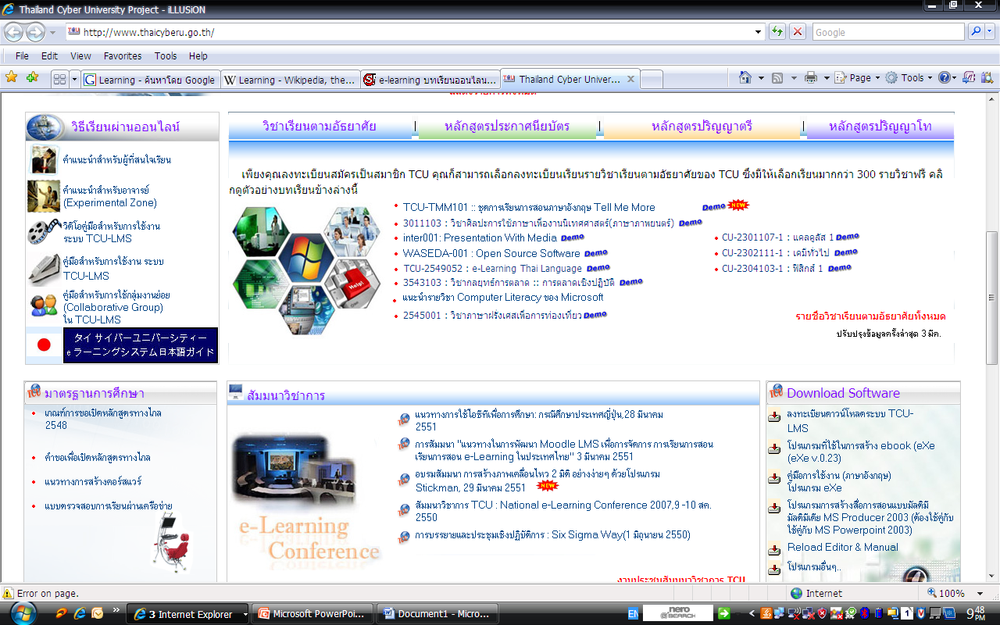 Thailand Cyber University Project - iLLUSiON
http://www.thaicyberu.go.th/
Google
File Edit View Favorites Tools Help
Learning - ค้นหาโดย Google
Learning - Wikipedia, the...
e-learning บทเรียนออนไลน...
Thailand Cyber Univer...
Page
Tools
วิธีเรียนผ่านออนไลน์
คำแนะนำสำหรับผู้ที่สนใจเรียน
คำแนะนำสำหรับอาจารย์
(Experimental Zone)
วิดีโอคู่มือสำหรับการใช้งาน
ระบบ TCU-LMS
คู่มือสำหรับการใช้งาน ระบบ
TCU-LMS
คู่มือสำหรับการใช้กลุ่มงานย่อย
(Collaborative Group)
ใน TCU-LMS
タイ サイバーユニバーシティー
e ラーニングシステム日本語ガイド
วิชาเรียนตามอัธยาศัย | หลักสูตรประกาศนียบัตร | หลักสูตรปริญญาตรี | หลักสูตรปริญญาโท
เพียงคุณลงทะเบียนสมัครเป็นสมาชิก TCU คุณก็สามารถเลือกลงทะเบียนเรียนรายวิชาเรียนตามอัธยาศัยของ TCU ซึ่งมีให้เลือกเรียนมากกว่า 300 รายวิชาฟรี คลิ
กดูตัวอย่างบทเรียนข้างล่างนี้
Help!
TCU-TMM101 :: ชุดการเรียนการสอนภาษาอังกฤษ Tell Me More Demo NEW
3011103 : วิชาศิลปะการใช้ภาษาเพื่องานนิเทศศาสตร์(ภาษาภาพยนตร์) Demo
inter001: Presentation With Media Demo
WASEDA-001 : Open Source Software Demo
TCU-2549052 : e-Learning Thai Language Demo
3543103 : วิชากลยุทธ์การตลาด :: การตลาดเชิงปฏิบัติ Demo
แนะนำรายวิชา Computer Literacy ของ Microsoft
2545001 : วิชาภาษาฝรั่งเศสเพื่อการท่องเที่ยว Demo
CU-2301107-1 : แคลคูลัส 1 Demo
CU-2302111-1 : เคมีทั่วไป Demo
CU-2304103-1 : ฟิสิกส์ 1 Demo
รายชื่อวิชาเรียนตามอัธยาศัยทั้งหมด
ปรับปรุงข้อมูลครั้งล่าสุด 3 มีค.
มาตรฐานการศึกษา
เกณฑ์การขอเปิดหลักสูตรทางไกล
2548
คำขอเพื่อเปิดหลักสูตรทางไกล
แนวทางการสร้างคอร์สแวร์
แบบตรวจสอบการเรียนผ่านเครือข่าย
สัมมนาวิชาการ
e-Learning
Conference
แนวทางการใช้ไอซีทีเพื่อการศึกษา: กรณีศึกษาประเทศญี่ปุ่น,28 มีนาคม
2551
การสัมมนา "แนวทางในการพัฒนา Moodle LMS เพื่อการจัดการ การเรียนการสอน
เรียนการสอน e-Learning ในประเทศไทย" 3 มีนาคม 2551
อบรมสัมมนา การสร้างภาพเคลื่อนไหว 2 มิติ อย่างง่ายๆ ด้วยโปรแกรม
Stickman, 29 มีนาคม 2551 NEW
สัมมนาวิชาการ TCU : National e-Learning Conference 2007,9 -10 สค.
2550
การบรรยายและประชุมเชิงปฏิบัติการ : Six Sigma Way(1 มิถุนายน 2550)
งานประชุมสัมมนาวิชาการ TCU
Download Software
ลงทะเบียนดาวน์โหลดระบบ TCU-
LMS
โปรแกรมที่ใช้ในการสร้าง ebook (eXe
(eXe v.0.23)
คู่มือการใช้งาน (ภาษาอังกฤษ)
โปรแกรม eXe
โปรแกรมการสร้างสื่อการสอนแบบมัลติมี
มัลติมีเดีย MS Producer 2003 (ต้องใช้คู่กับ
ใช้คู่กับ MS Powerpoint 2003)
Reload Editor & Manual
โปรแกรมอื่นๆ..
Error on page.
Internet
100%
3 Internet Explorer
Microsoft PowerPoi...
Document1 - Micro...
EN
nero
SEARCH
9 48 PM